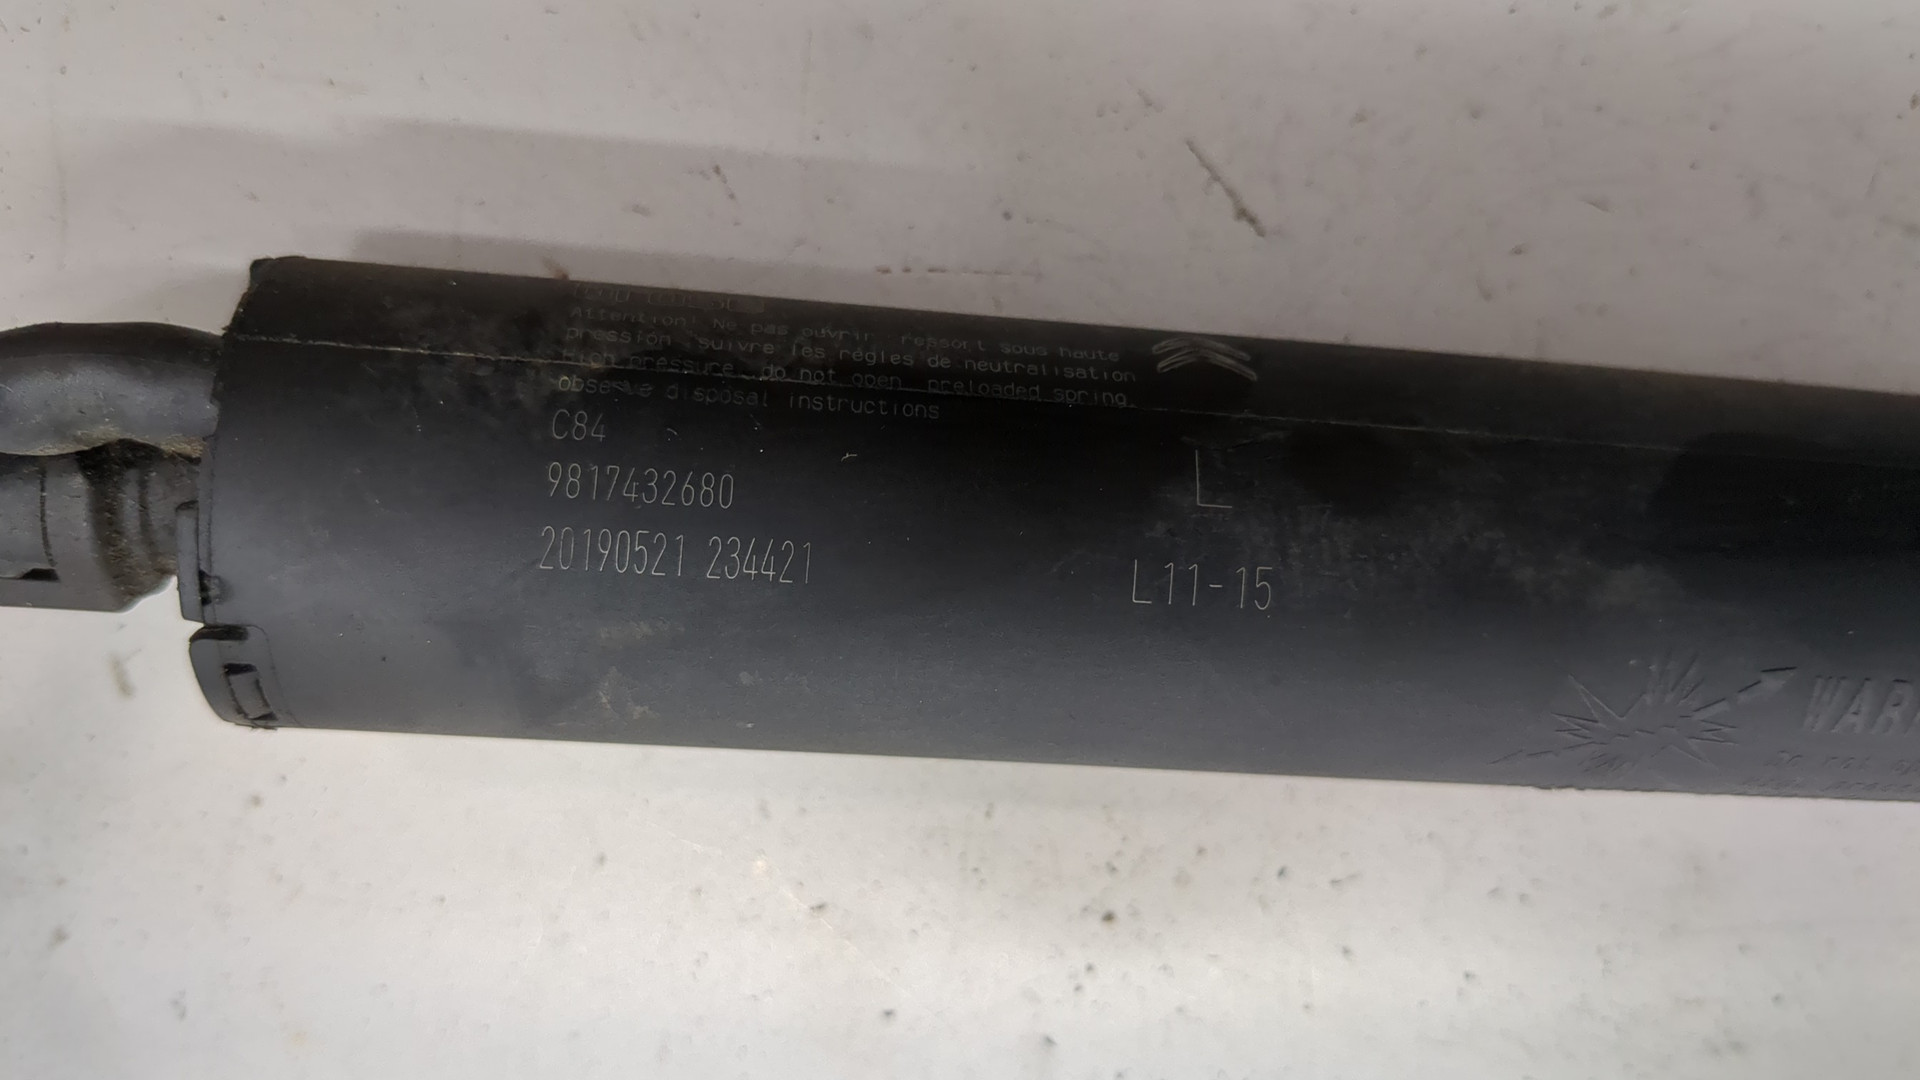 Attention! Ne pas ouvrir, ressort sous haute
pression, suivre les règles de neutralisation
High pressure, do not open, preloaded spring,
observe disposal instructions
C84
9817432680
20190521 234421
L
L11-15